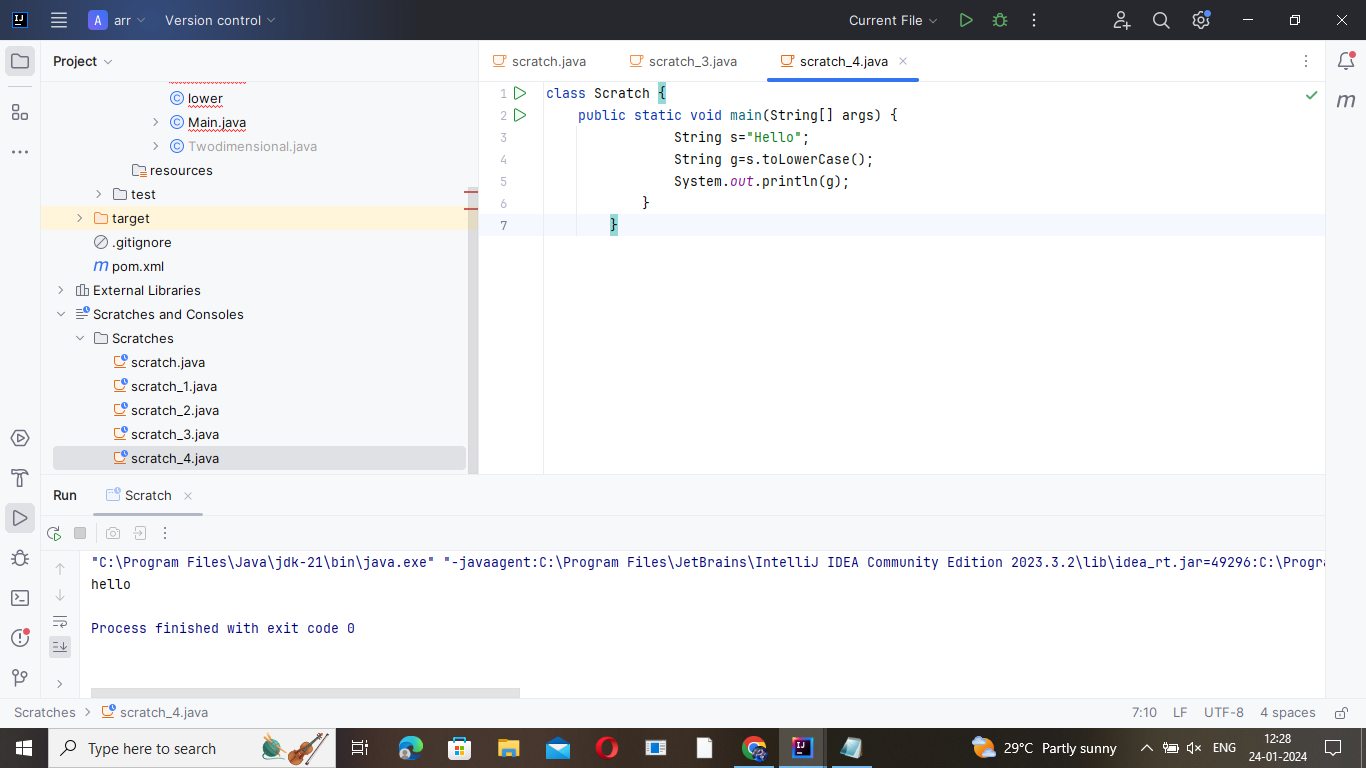 A arr Version control Current File
Project
lower
Main.java
Twodimensional.java
resources
test
target
.gitignore
m pom.xml
External Libraries
Scratches and Consoles
Scratches
scratch.java
scratch_1.java
scratch_2.java
scratch_3.java
scratch_4.java
scratch.java scratch_3.java scratch_4.java
1 class Scratch {
2 public static void main(String[] args) {
3 String s="Hello";
4 String g=s.toLowerCase();
5 System.out.println(g);
6 }
7 }
m
Run Scratch
"C:\Program Files\Java\jdk-21\bin\java.exe" "-javaagent:C:\Program Files\JetBrains\IntelliJ IDEA Community Edition 2023.3.2\lib\idea_rt.jar=49296:C:\Progra
hello
Process finished with exit code 0
Scratches > scratch_4.java 7:10 LF UTF-8 4 spaces
Type here to search 29°C Partly sunny ENG 12:28
24-01-2024